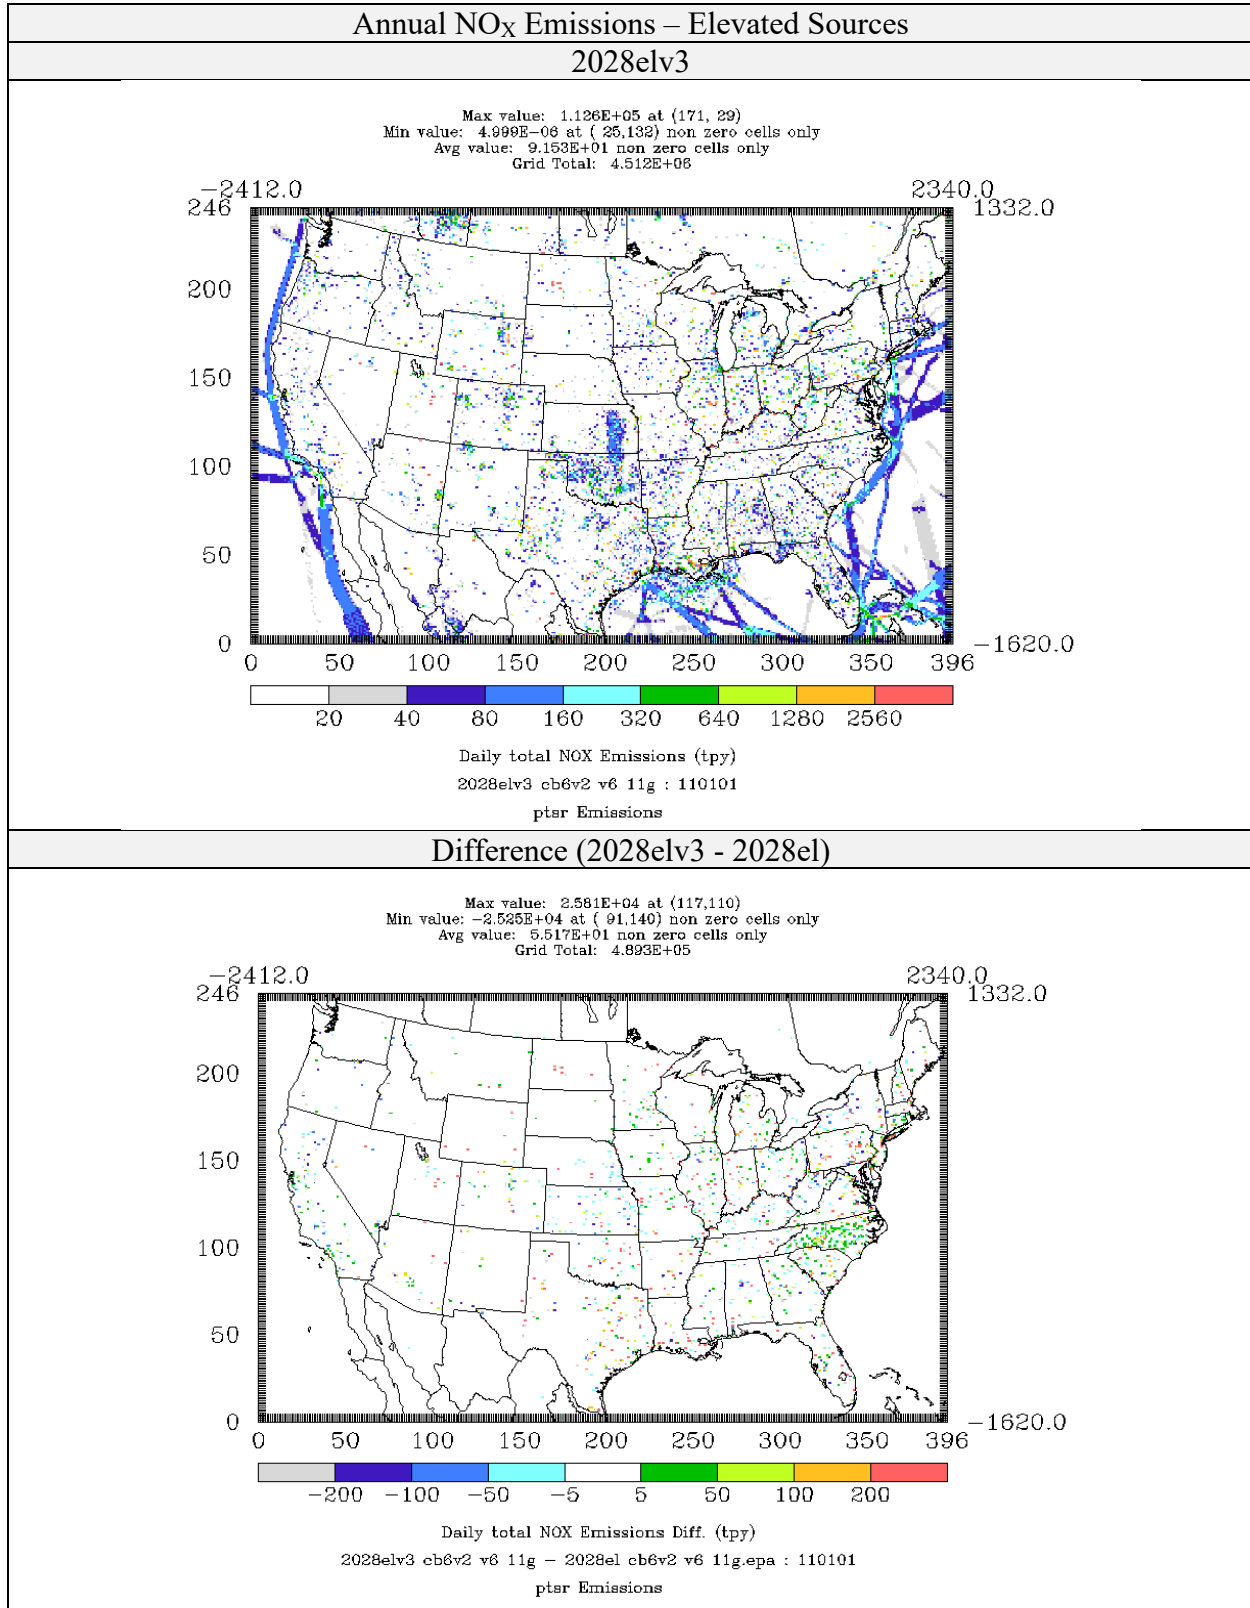 Annual NOX Emissions – Elevated Sources
2028elv3
Max value: 1.126E+05 at (171, 29)
Min value: 4.999E-06 at ( 25,132) non zero cells only
Avg value: 9.153E+01 non zero cells only
Grid Total: 4.512E+06
-2412.0 2340.0
246 1332.0
200
150
100
50
0 -1620.0
0 50 100 150 200 250 300 350 396
20 40 80 160 320 640 1280 2560
Daily total NOX Emissions (tpy)
2028elv3 cb6v2 v6 11g : 110101
ptsr Emissions
Difference (2028elv3 - 2028el)
Max value: 2.581E+04 at (117,110)
Min value: -2.525E+04 at ( 91,140) non zero cells only
Avg value: 5.517E+01 non zero cells only
Grid Total: 4.893E+05
-2412.0 2340.0
246 1332.0
200
150
100
50
0 -1620.0
0 50 100 150 200 250 300 350 396
-200 -100 -50 -5 5 50 100 200
Daily total NOX Emissions Diff. (tpy)
2028elv3 cb6v2 v6 11g - 2028el cb6v2 v6 11g.epa : 110101
ptsr Emissions